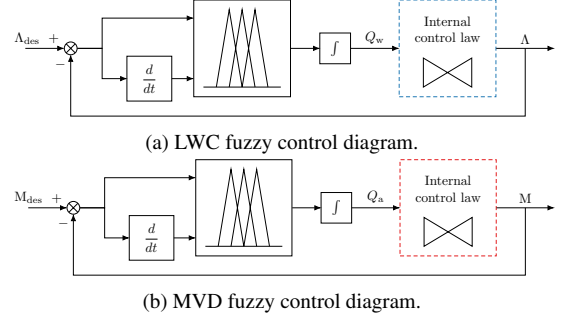 Λdes + − d/dt ∫ Qw Internal control law Λ
(a) LWC fuzzy control diagram.
Mdes + − d/dt ∫ Qa Internal control law M
(b) MVD fuzzy control diagram.